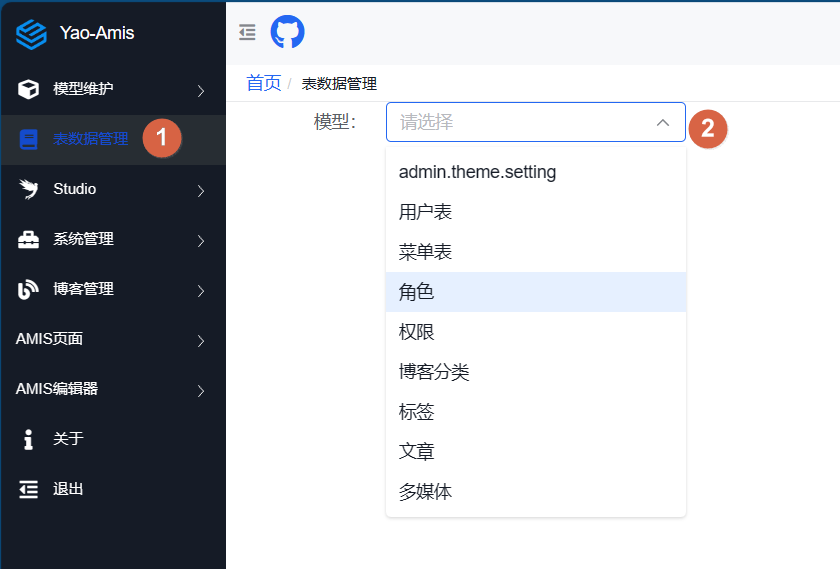 Yao-Amis
模型维护
表数据管理 1
Studio
系统管理
博客管理
AMIS页面
AMIS编辑器
关于
退出
首页 / 表数据管理
模型： 请选择 2
admin.theme.setting
用户表
菜单表
角色
权限
博客分类
标签
文章
多媒体